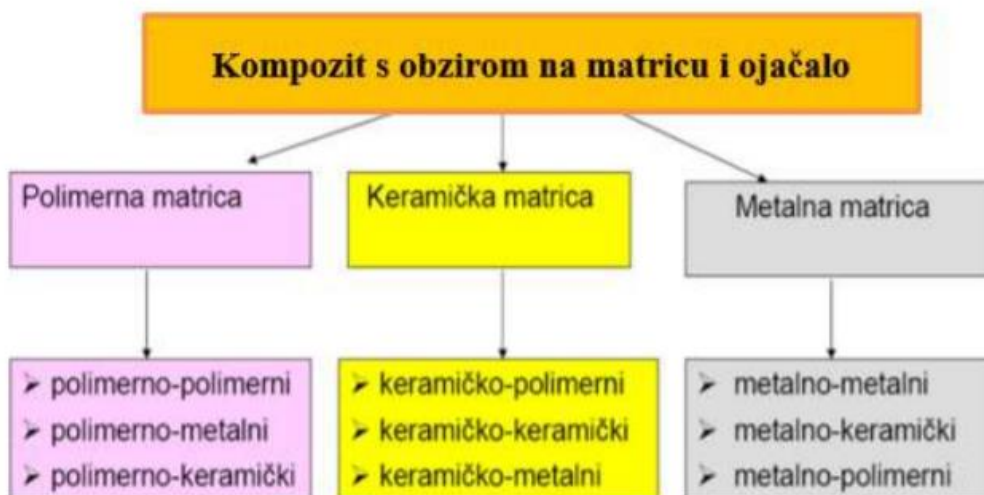 Kompozit s obzirom na matricu i ojačalo
Polimerna matrica
Keramička matrica
Metalna matrica
➢ polimerno-polimerni
➢ polimerno-metalni
➢ polimerno-keramički
➢ keramičko-polimerni
➢ keramičko-keramički
➢ keramičko-metalni
➢ metalno-metalni
➢ metalno-keramički
➢ metalno-polimerni